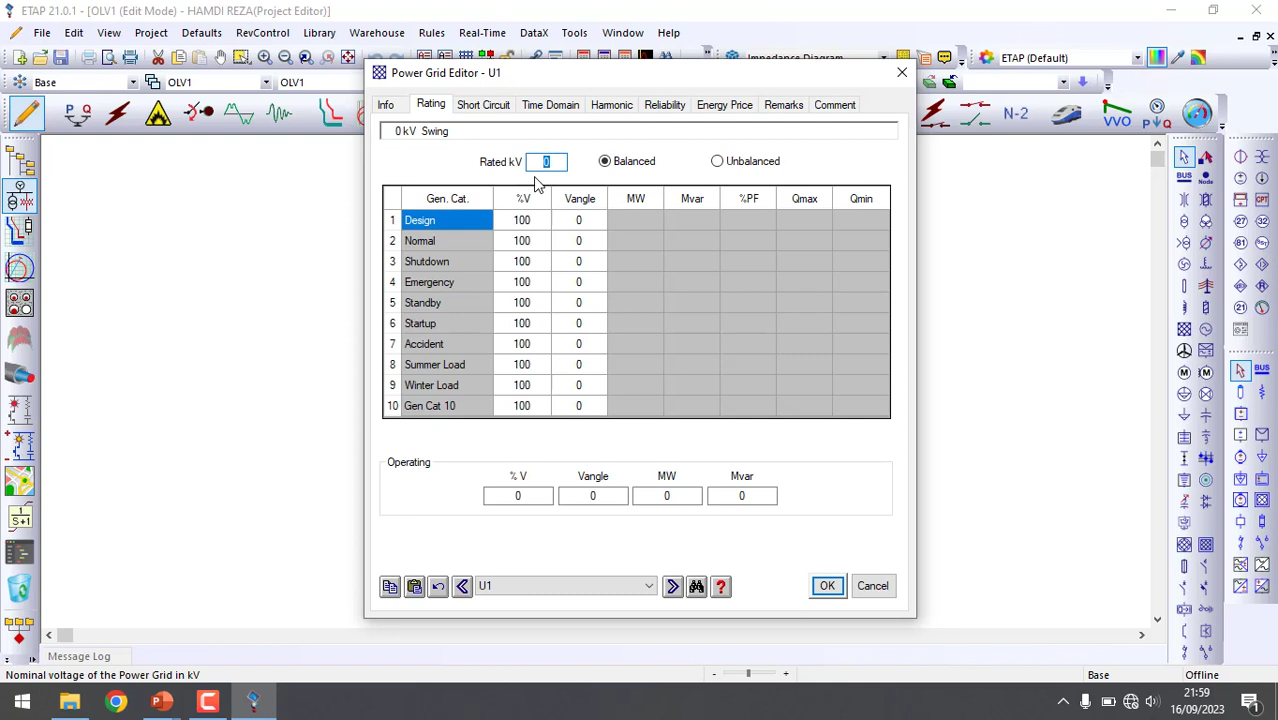 ETAP 21.0.1 - [OLV1 (Edit Mode) - HAMDI REZA(Project Editor)]
File Edit View Project Defaults RevControl Library Warehouse Rules Real-Time DataX Tools Window Help
Impedance Diagram
ETAP (Default)
Base OLV1 OLV1
N-2 VVO
Power Grid Editor - U1
Info Rating Short Circuit Time Domain Harmonic Reliability Energy Price Remarks Comment
0 kV Swing
Rated kV 0 Balanced Unbalanced
Gen. Cat. %V Vangle MW Mvar %PF Qmax Qmin
1 Design 100 0
2 Normal 100 0
3 Shutdown 100 0
4 Emergency 100 0
5 Standby 100 0
6 Startup 100 0
7 Accident 100 0
8 Summer Load 100 0
9 Winter Load 100 0
10 Gen Cat 10 100 0
Operating
% V Vangle MW Mvar
0 0 0 0
U1
OK Cancel
BUS Node
BUS
Message Log
Nominal voltage of the Power Grid in kV
- +
Base Offline
21:59
16/09/2023